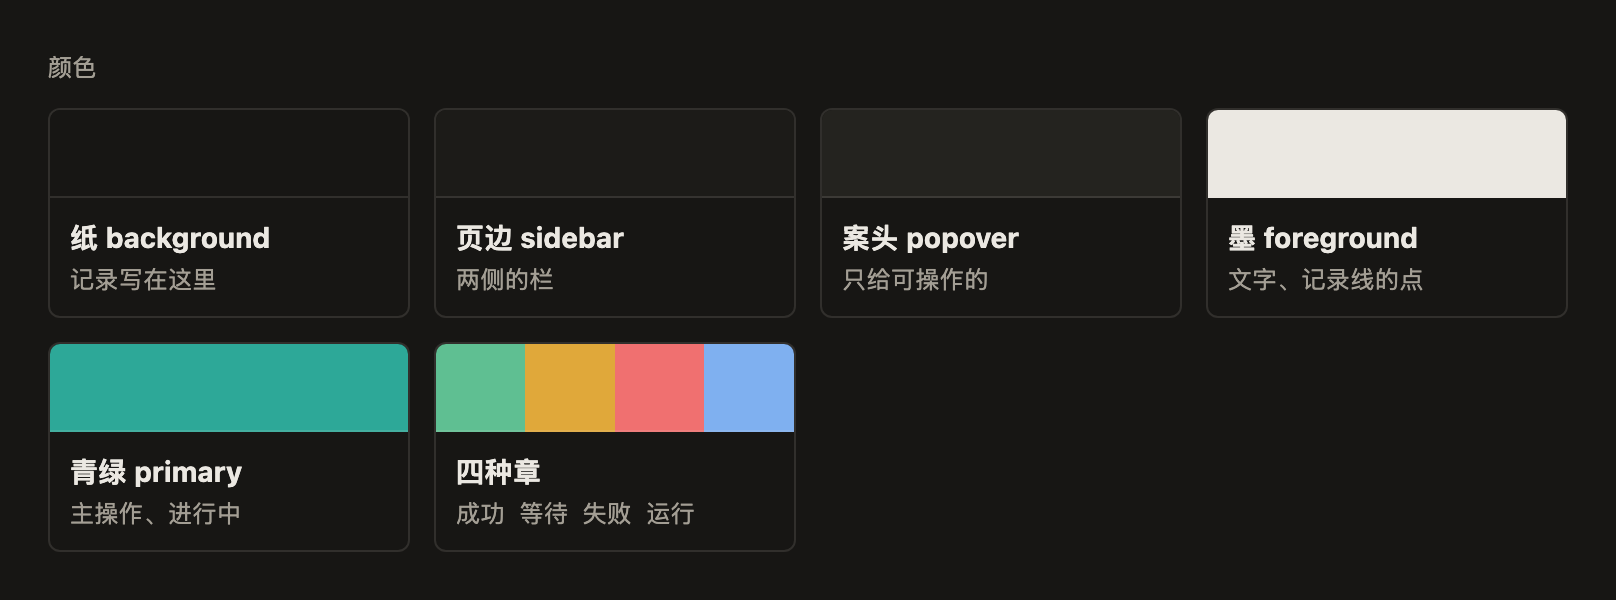 颜色
纸 background
记录写在这里
页边 sidebar
两侧的栏
案头 popover
只给可操作的
墨 foreground
文字、记录线的点
青绿 primary
主操作、进行中
四种章
成功 等待 失败 运行